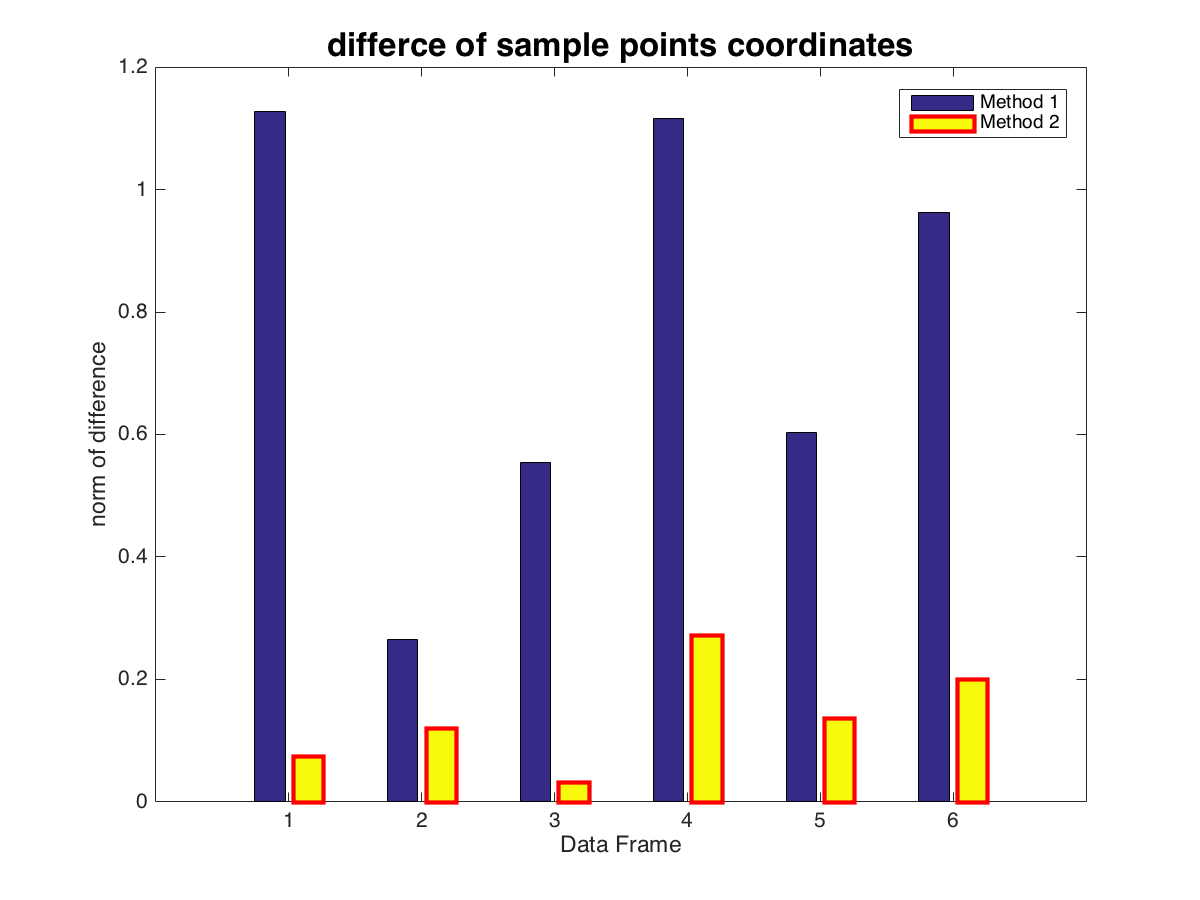 differce of sample points coordinates
1.2
1
0.8
0.6
0.4
0.2
0
norm of difference
Method 1
Method 2
1 2 3 4 5 6
Data Frame